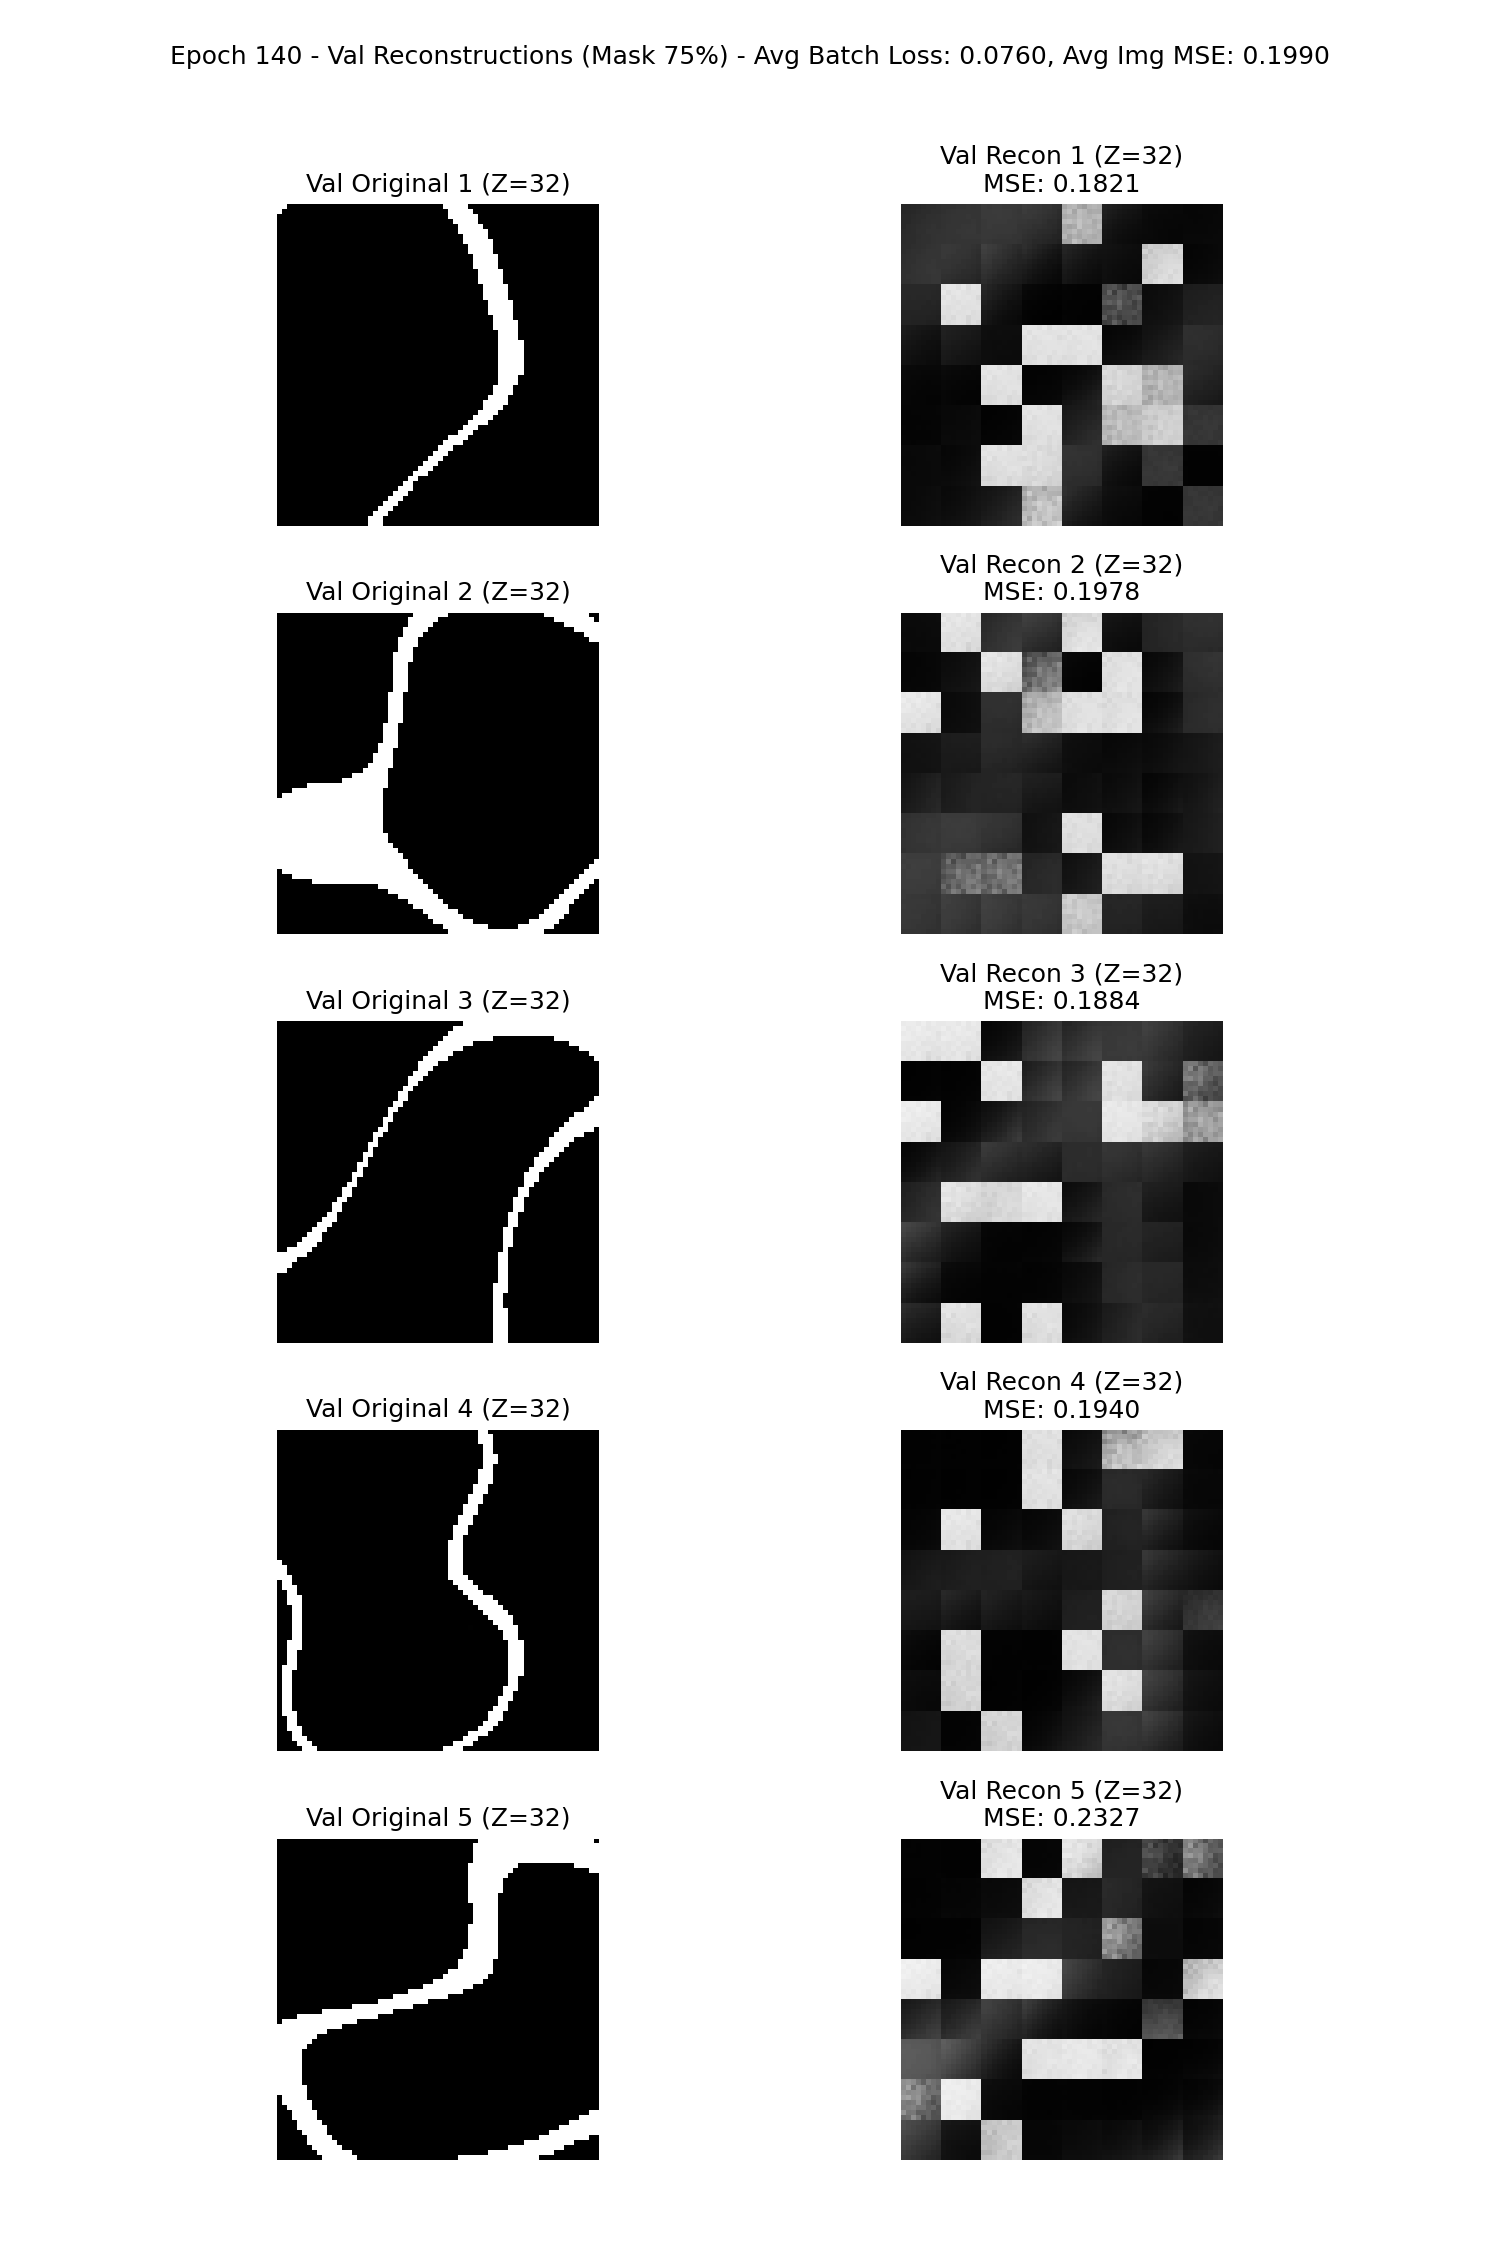 Epoch 140 - Val Reconstructions (Mask 75%) - Avg Batch Loss: 0.0760, Avg Img MSE: 0.1990
Val Original 1 (Z=32)
Val Recon 1 (Z=32)
MSE: 0.1821
Val Original 2 (Z=32)
Val Recon 2 (Z=32)
MSE: 0.1978
Val Original 3 (Z=32)
Val Recon 3 (Z=32)
MSE: 0.1884
Val Original 4 (Z=32)
Val Recon 4 (Z=32)
MSE: 0.1940
Val Original 5 (Z=32)
Val Recon 5 (Z=32)
MSE: 0.2327